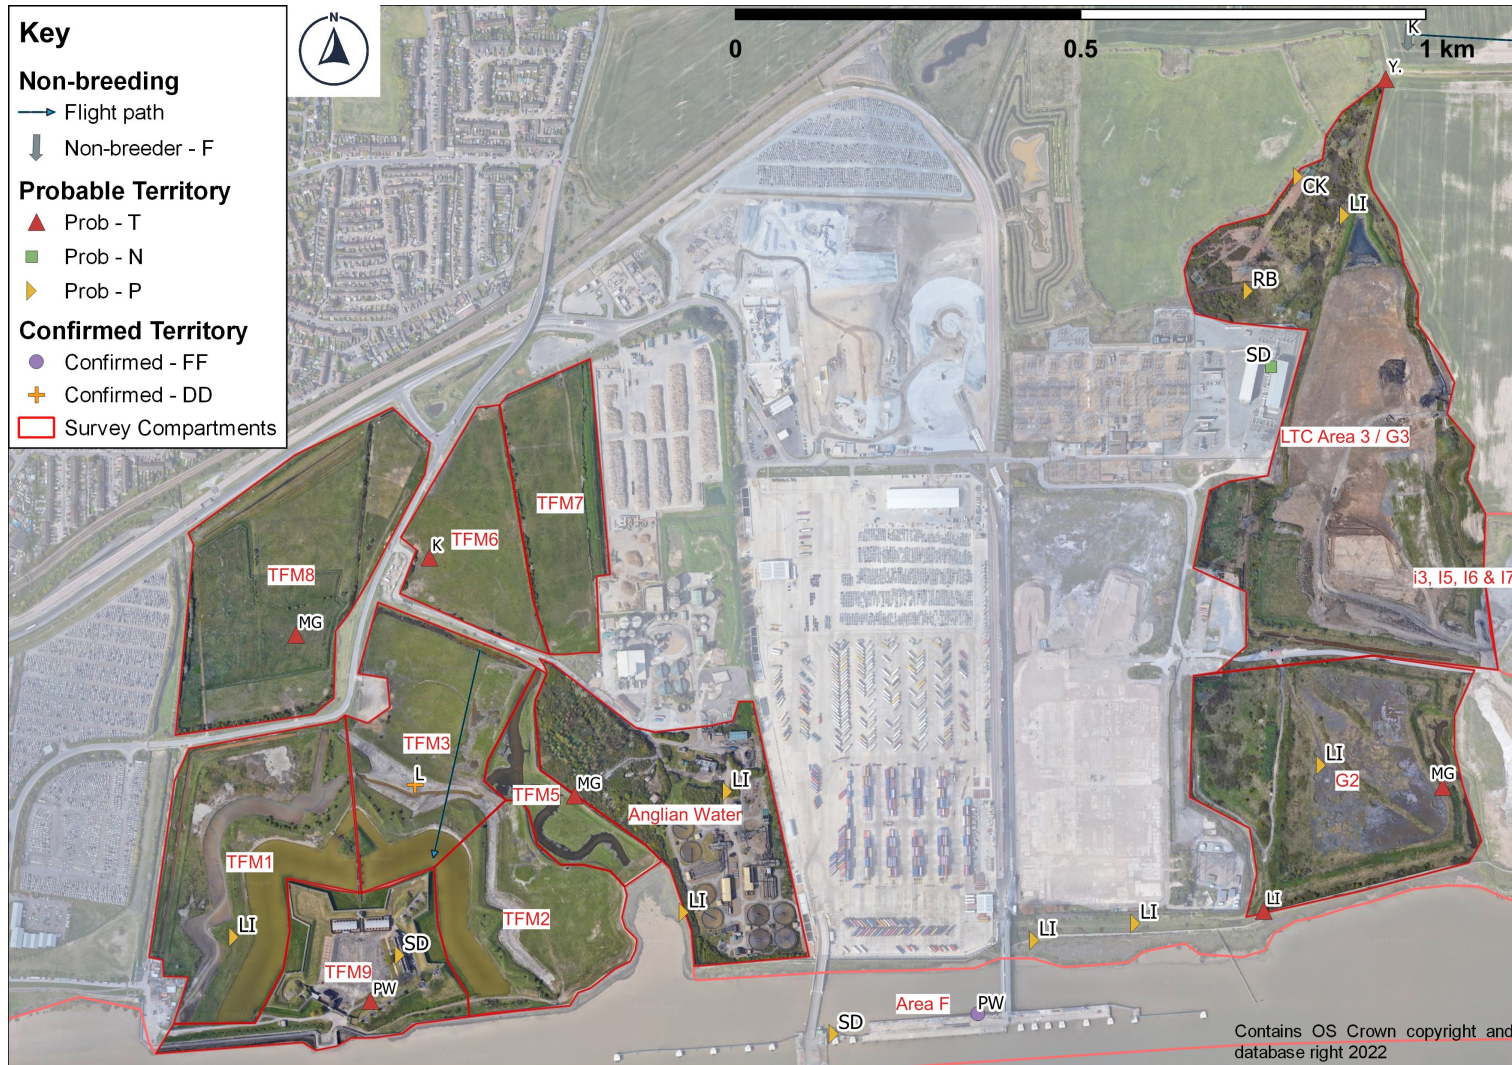 Key
Non-breeding
Flight path
Non-breeder - F
Probable Territory
Prob - T
Prob - N
Prob - P
Confirmed Territory
Confirmed - FF
Confirmed - DD
Survey Compartments
N
0
0.5
1 km
K
Y.
CK
LI
RB
SD
LTC Area 3 / G3
TFM7
TFM6
K
TFM8
i3, I5, I6 & I7
MG
TFM3
L
TFM5
MG
LI
Anglian Water
LI
G2
MG
TFM1
LI
LI
TFM2
LI
LI
LI
SD
TFM9
PW
Area F
PW
SD
Contains OS Crown copyright and
database right 2022